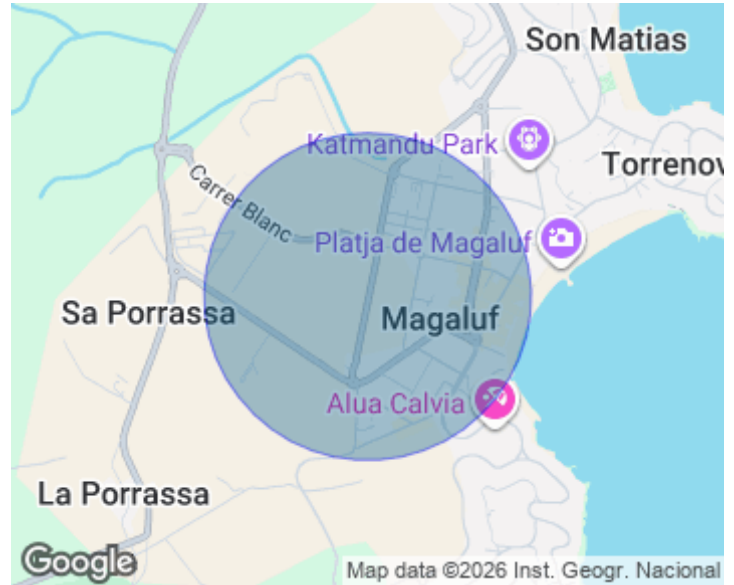 Son Matias
Katmandu Park
Torrenov
Carrer Blanc
Platja de Magaluf
Sa Porrassa
Magaluf
Alua Calvia
La Porrassa
Google
Map data ©2026 Inst. Geogr. Nacional